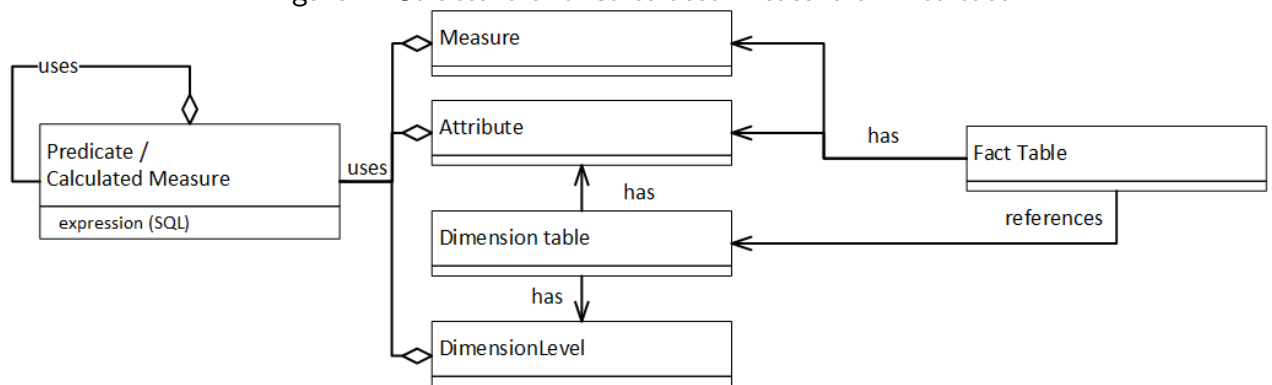 Measure
uses
Attribute
Predicate /
Calculated Measure
uses
has
Fact Table
expression (SQL)
has
references
Dimension table
has
DimensionLevel